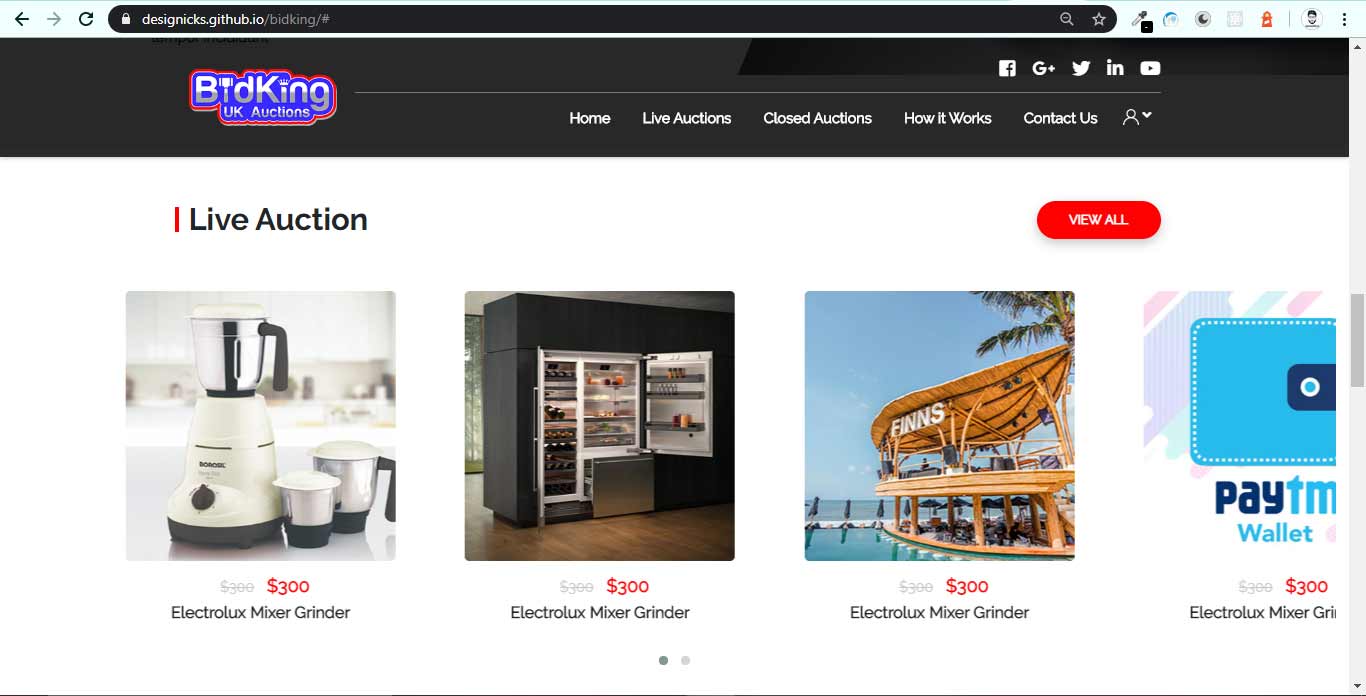 designicks.github.io/bidking/#
BidKing
UK Auctions
Home Live Auctions Closed Auctions How it Works Contact Us
Live Auction
VIEW ALL
BOROSIL
FINNS
paytm
Wallet
$300 $300
$300 $300
$300 $300
$300 $300
Electrolux Mixer Grinder
Electrolux Mixer Grinder
Electrolux Mixer Grinder
Electrolux Mixer Gri